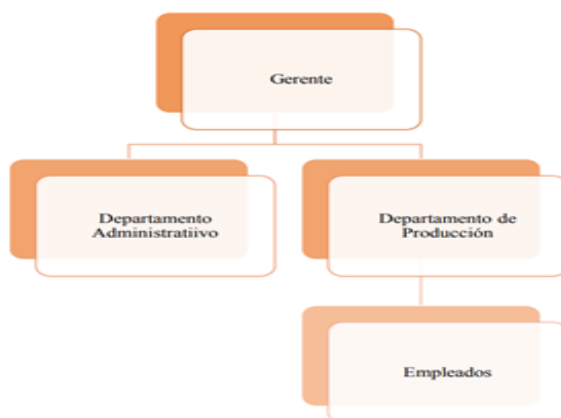 Gerente
Departamento
Administratiivo
Departamento de
Producción
Empleados